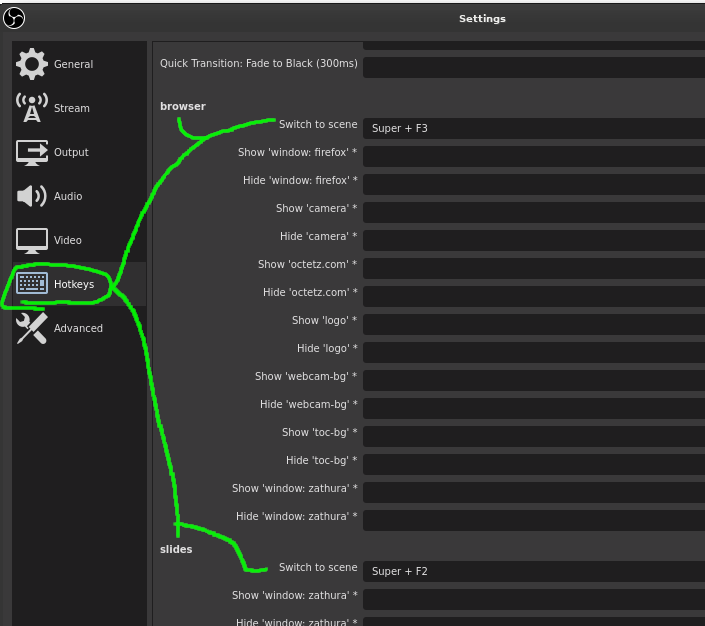 Settings
General
Stream
Output
Audio
Video
Hotkeys
Advanced
Quick Transition: Fade to Black (300ms)
browser
Switch to scene Super + F3
Show 'window: firefox' *
Hide 'window: firefox' *
Show 'camera' *
Hide 'camera' *
Show 'octetz.com' *
Hide 'octetz.com' *
Show 'logo' *
Hide 'logo' *
Show 'webcam-bg' *
Hide 'webcam-bg' *
Show 'toc-bg' *
Hide 'toc-bg' *
Show 'window: zathura' *
Hide 'window: zathura' *
slides
Switch to scene Super + F2
Show 'window: zathura' *
Hide 'window: zathura' *